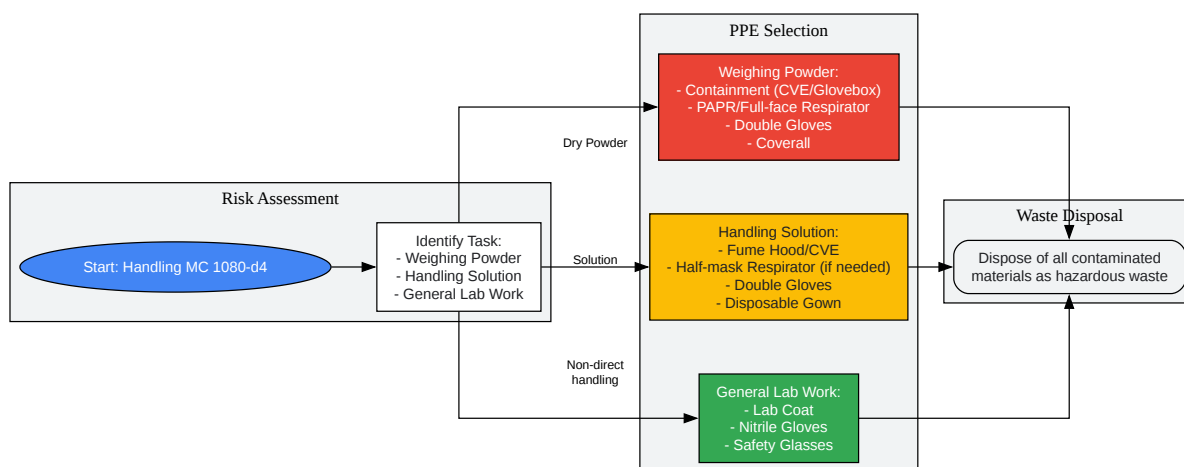 Risk Assessment
Start: Handling MC 1080-d4
Identify Task:
- Weighing Powder
- Handling Solution
- General Lab Work
Dry Powder
Solution
Non-direct
handling
PPE Selection
Weighing Powder:
- Containment (CVE/Glovebox)
- PAPR/Full-face Respirator
- Double Gloves
- Coverall
Handling Solution:
- Fume Hood/CVE
- Half-mask Respirator (if needed)
- Double Gloves
- Disposable Gown
General Lab Work:
- Lab Coat
- Nitrile Gloves
- Safety Glasses
Waste Disposal
Dispose of all contaminated
materials as hazardous waste